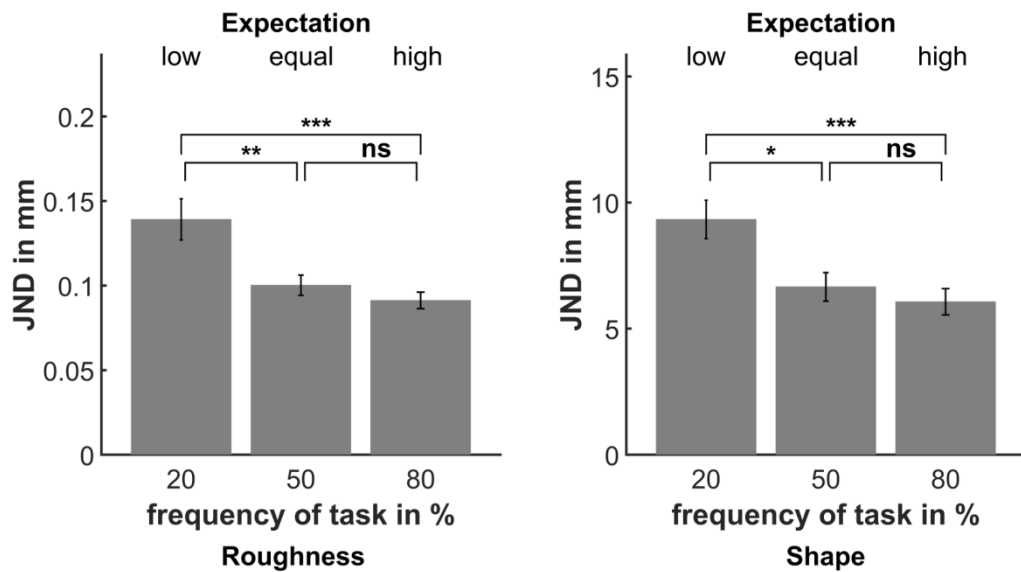 Expectation
low equal high
0.2
0.15
0.1
0.05
0
JND in mm
***
**
ns
20 50 80
frequency of task in %
Roughness
Expectation
low equal high
15
10
5
0
JND in mm
***
*
ns
20 50 80
frequency of task in %
Shape